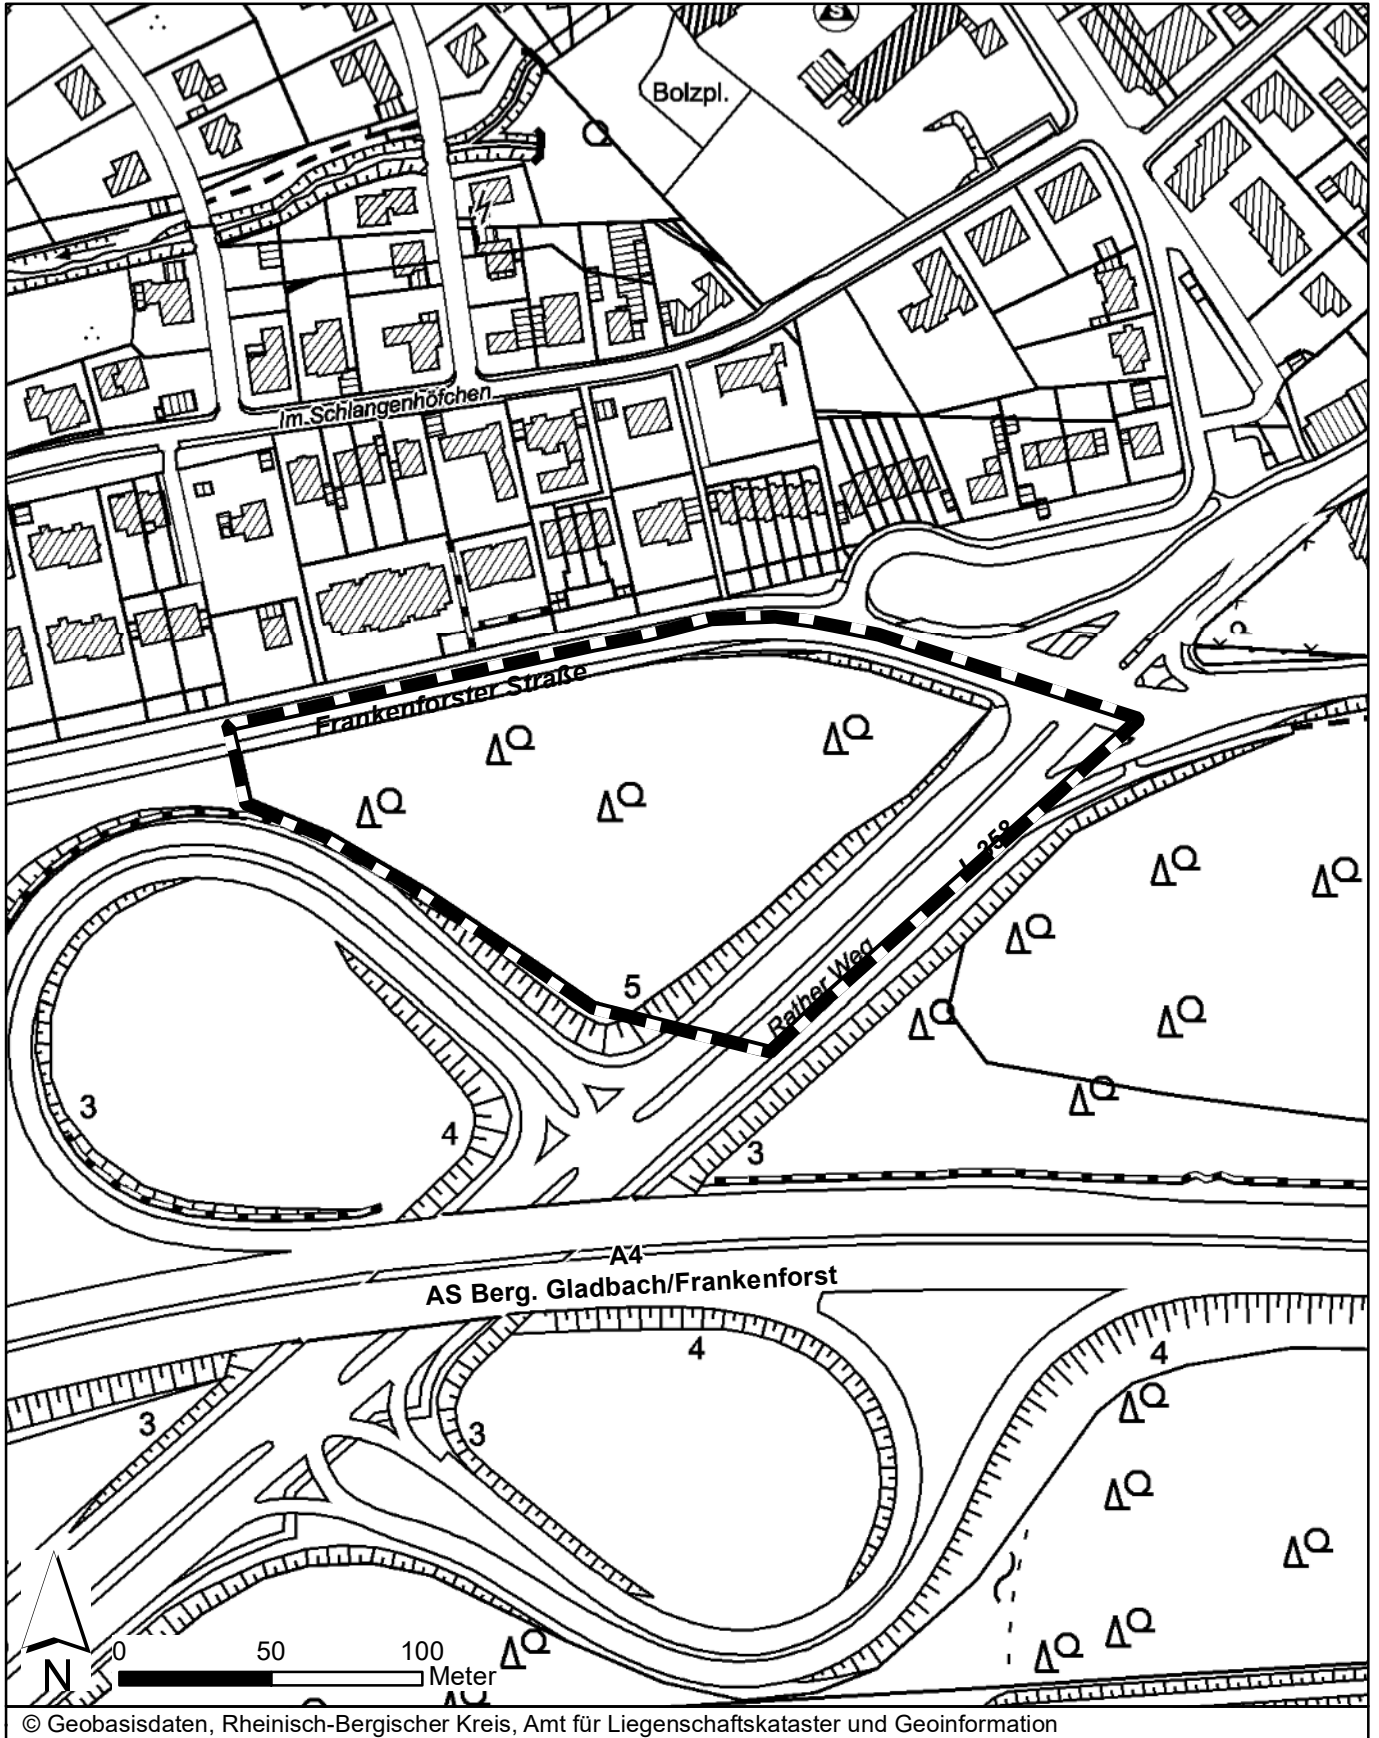 S
Bolzpl.
Im Schlangenhöfchen
Frankenforster Straße
L 358
Rather Weg
5
3
4
3
A4
AS Berg. Gladbach/Frankenforst
4
4
3
3
N
0 50 100
Meter
© Geobasisdaten, Rheinisch-Bergischer Kreis, Amt für Liegenschaftskataster und Geoinformation